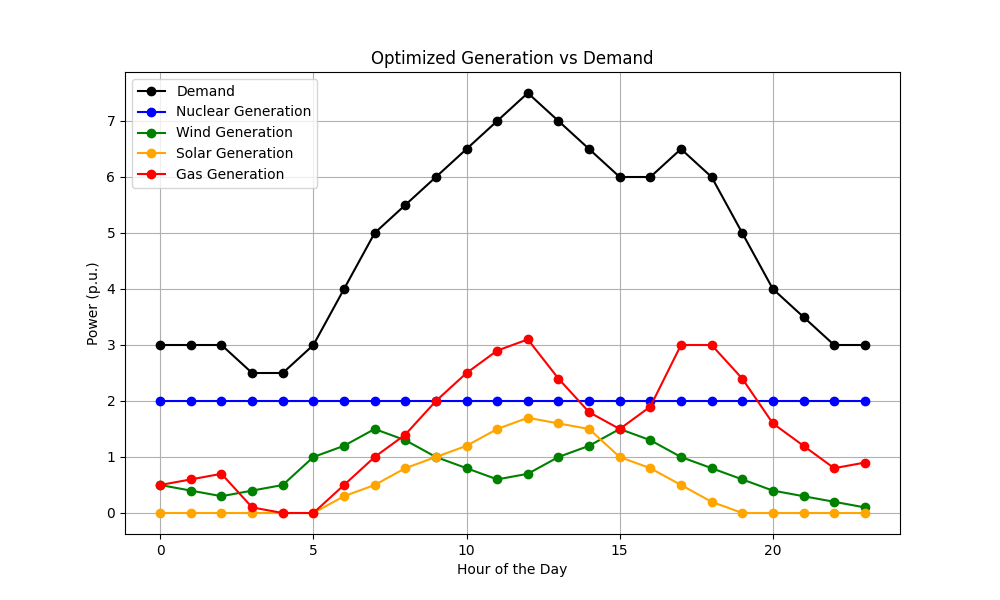 Optimized Generation vs Demand
Demand
Nuclear Generation
Wind Generation
Solar Generation
Gas Generation
Power (p.u.)
7
6
5
4
3
2
1
0
0 5 10 15 20
Hour of the Day